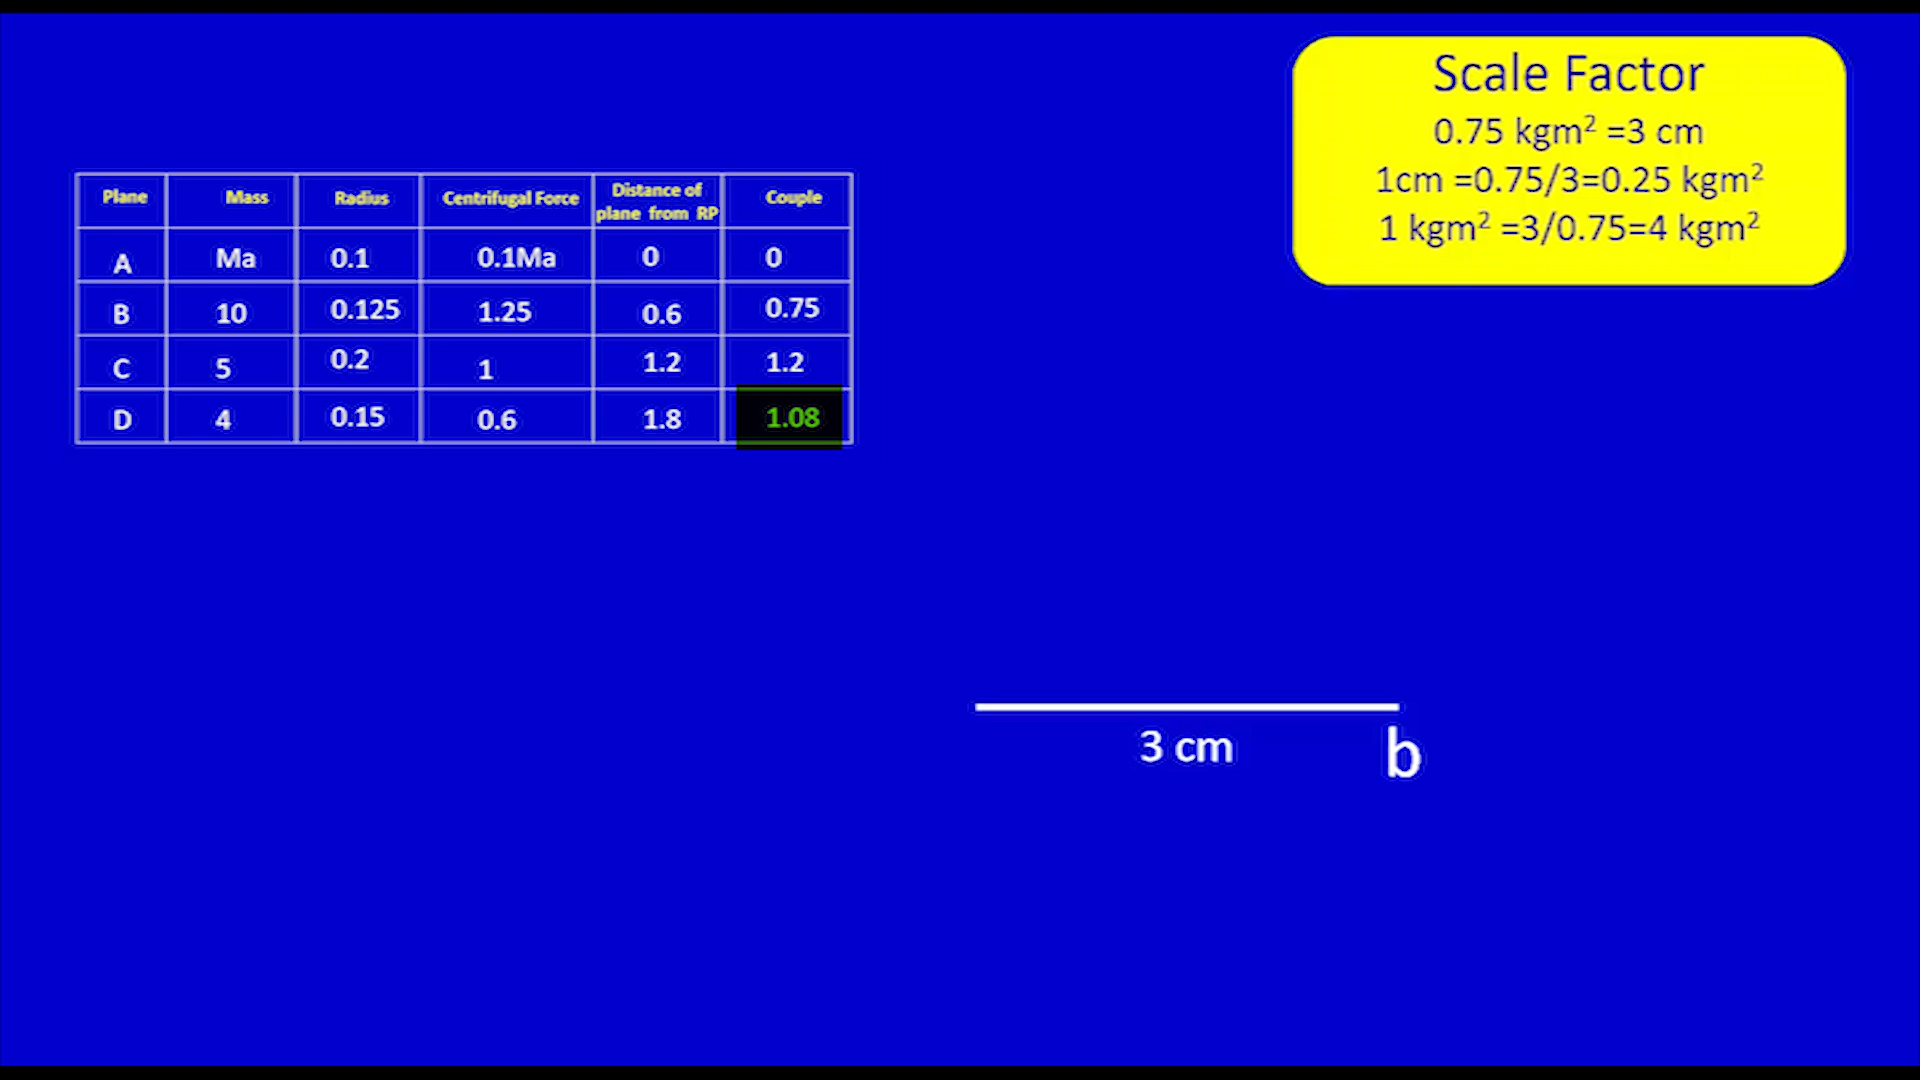 Scale Factor
0.75 kgm² =3 cm
1cm =0.75/3=0.25 kgm²
1 kgm² =3/0.75=4 kgm²
Plane Mass Radius Centrifugal Force Distance of plane from RP Couple
A Ma 0.1 0.1Ma 0 0
B 10 0.125 1.25 0.6 0.75
C 5 0.2 1 1.2 1.2
D 4 0.15 0.6 1.8 1.08
3 cm
b